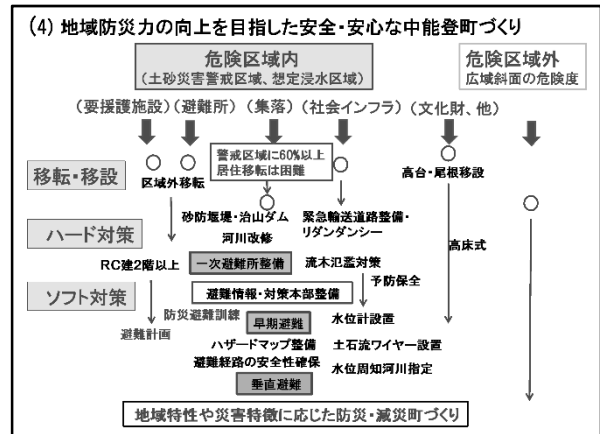 (4) 地域防災力の向上を目指した安全・安心な中能登町づくり
危険区域内
(土砂災害警戒区域、想定浸水区域)
危険区域外
広域斜面の危険度
(要援護施設)(避難所) (集落) (社会インフラ) (文化財、他)
移転・移設
区域外移転
警戒区域に60%以上
居住移転は困難
高台・尾根移設
砂防堰堤・治山ダム
河川改修
緊急輸送道路整備・
リダンダンシー
ハード対策
高床式
RC建2階以上
一次避難所整備
流木氾濫対策
予防保全
ソフト対策
避難情報・対策本部整備
避難計画
防災避難訓練
早期避難
水位計設置
ハザードマップ整備
土石流ワイヤー設置
避難経路の安全性確保
水位周知河川指定
垂直避難
地域特性や災害特徴に応じた防災・減災町づくり